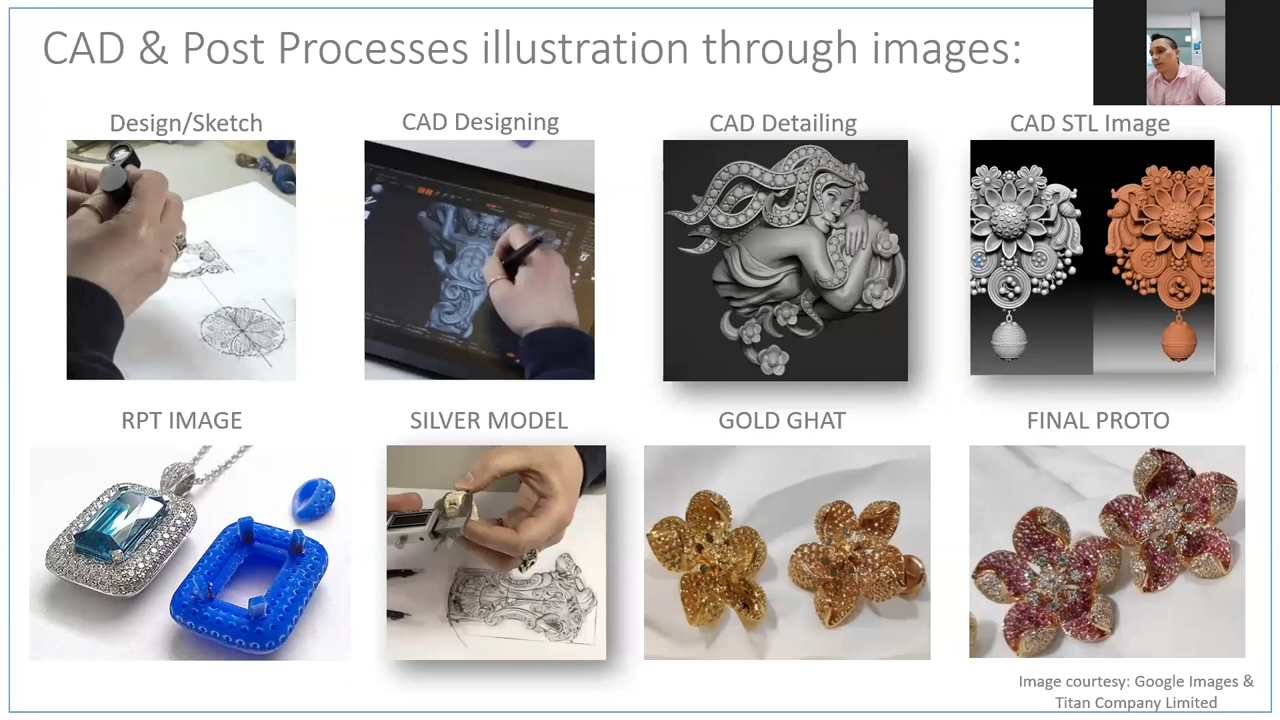 CAD & Post Processes illustration through images:
Design/Sketch
CAD Designing
CAD Detailing
CAD STL Image
RPT IMAGE
SILVER MODEL
GOLD GHAT
FINAL PROTO
Image courtesy: Google Images &
Titan Company Limited